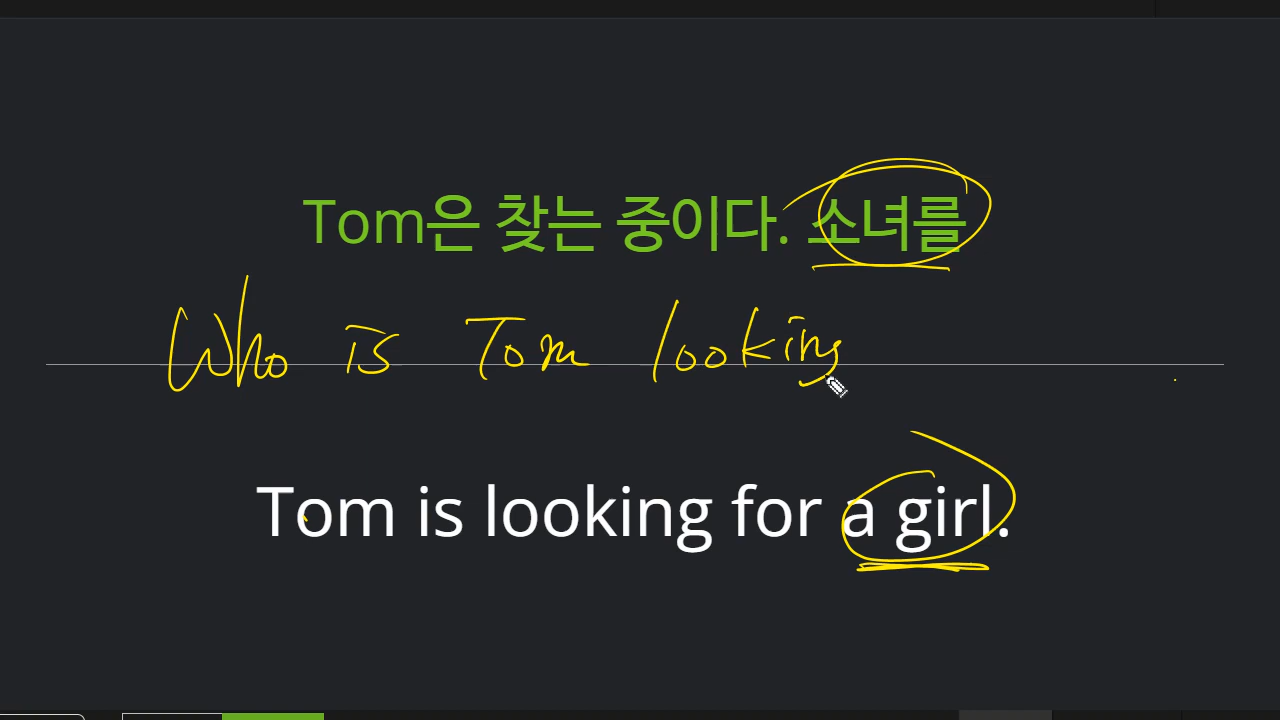 Tom은 찾는 중이다. 소녀를
Who is Tom looking
Tom is looking for a girl.